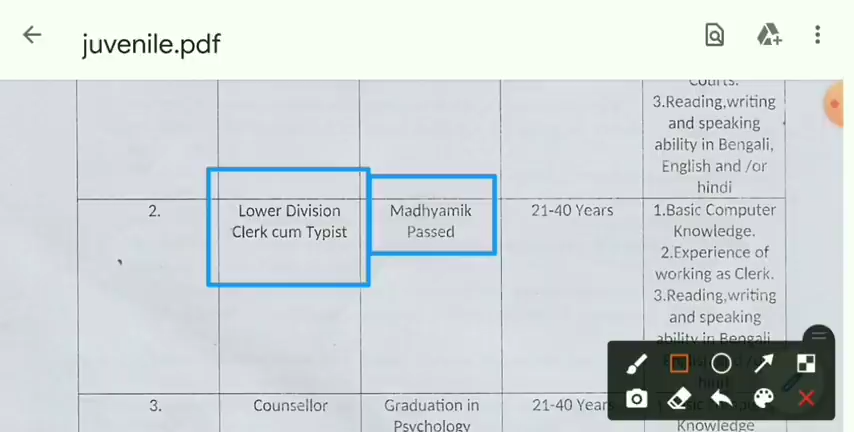 juvenile.pdf
Courts.
3.Reading,writing
and speaking
ability in Bengali,
English and /or
hindi
2.
Lower Division
Clerk cum Typist
Madhyamik
Passed
21-40 Years
1.Basic Computer
Knowledge.
2.Experience of
working as Clerk.
3.Reading,writing
and speaking
ability in Bengali,
hindi
3.
Counsellor
Graduation in
Psychology
21-40 Years
Knowledge